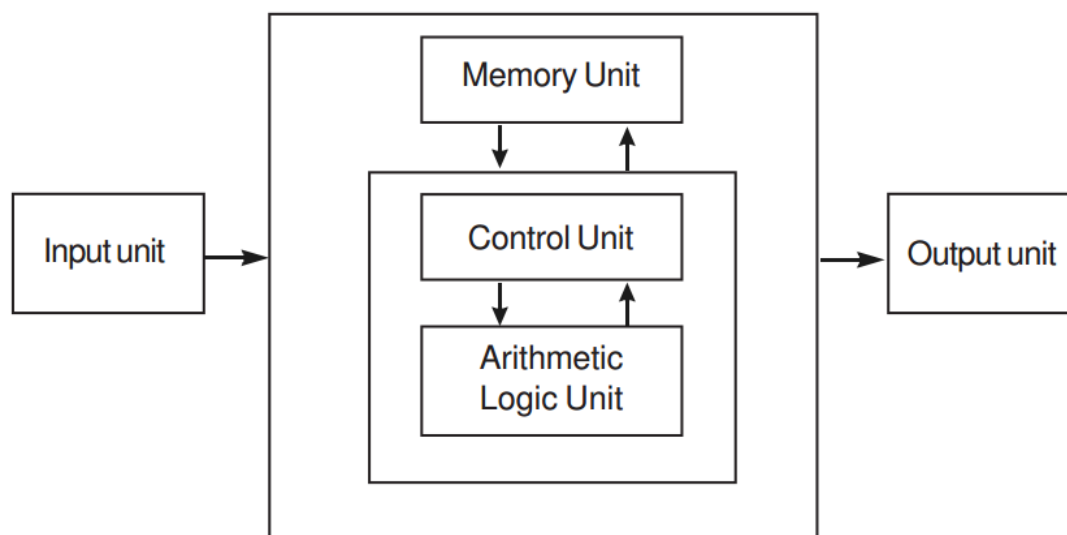 Memory Unit
Input unit
Control Unit
Output unit
Arithmetic
Logic Unit